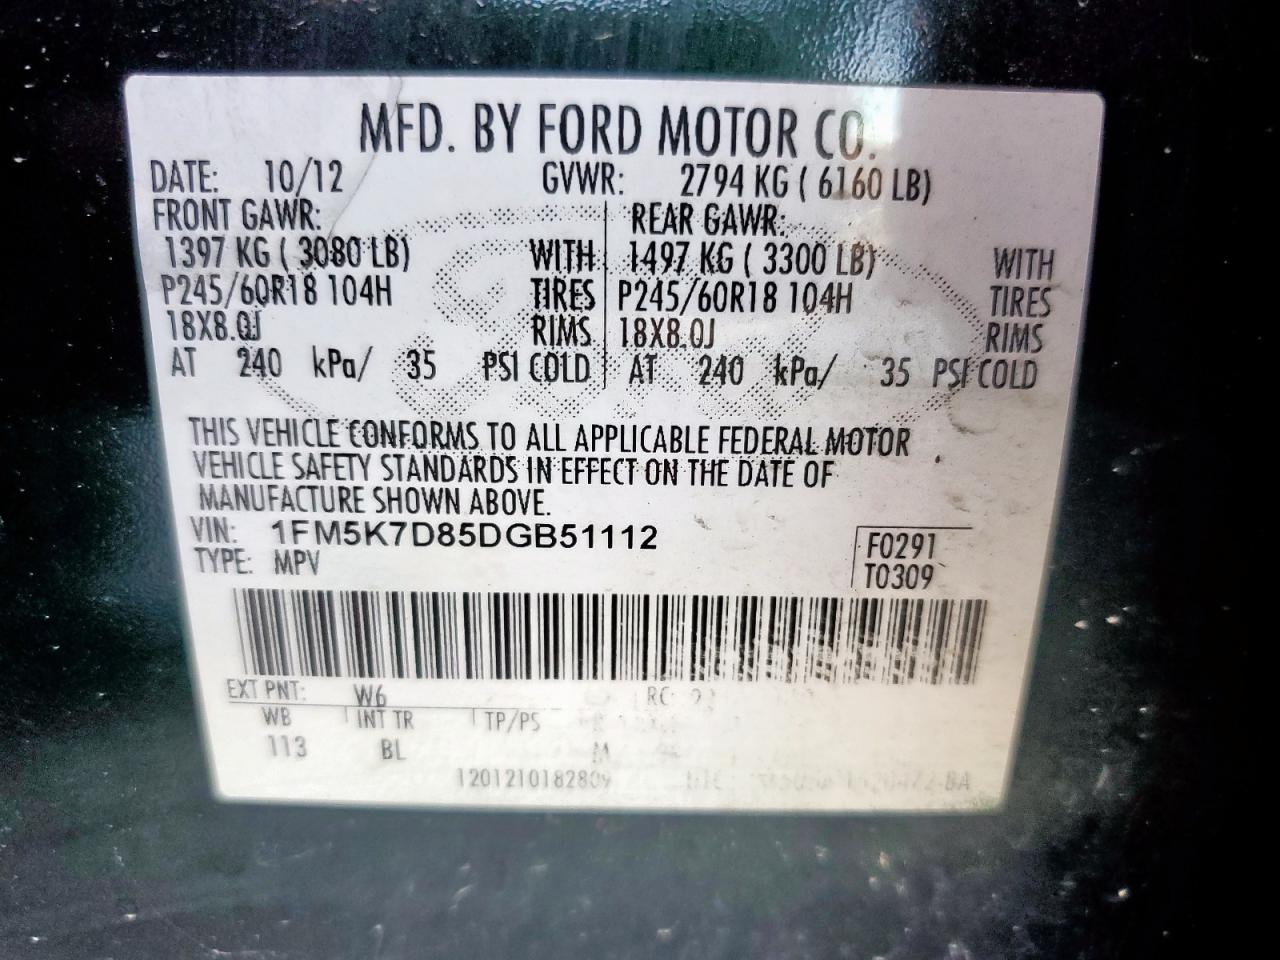 MFD. BY FORD MOTOR CO.
DATE: 10/12 GVWR: 2794 KG ( 6160 LB)
FRONT GAWR: REAR GAWR:
1397 KG ( 3080 LB) WITH 1497 KG ( 3300 LB) WITH
P245/60R18 104H TIRES P245/60R18 104H TIRES
18X8.0J RIMS 18X8.0J RIMS
AT 240 kPa/ 35 PSI COLD AT 240 kPa/ 35 PSI COLD
THIS VEHICLE CONFORMS TO ALL APPLICABLE FEDERAL MOTOR
VEHICLE SAFETY STANDARDS IN EFFECT ON THE DATE OF
MANUFACTURE SHOWN ABOVE.
VIN: 1FM5K7D85DGB51112
F0291
TYPE: MPV T0309
EXT PNT: W6 RC:
WB INT TR TP/PS
113 BL M
1201210182809